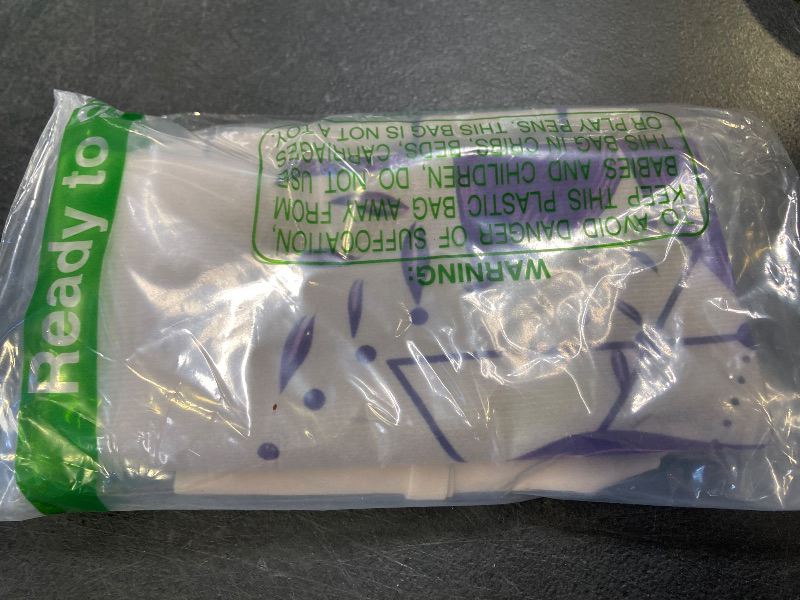 Ready to
WARNING:
TO AVOID DANGER OF SUFFOCATION,
KEEP THIS PLASTIC BAG AWAY FROM
BABIES AND CHILDREN, DO NOT USE
THIS BAG IN CRIBS, BEDS, CARRIAGES
OR PLAY PENS. THIS BAG IS NOT A TOY.